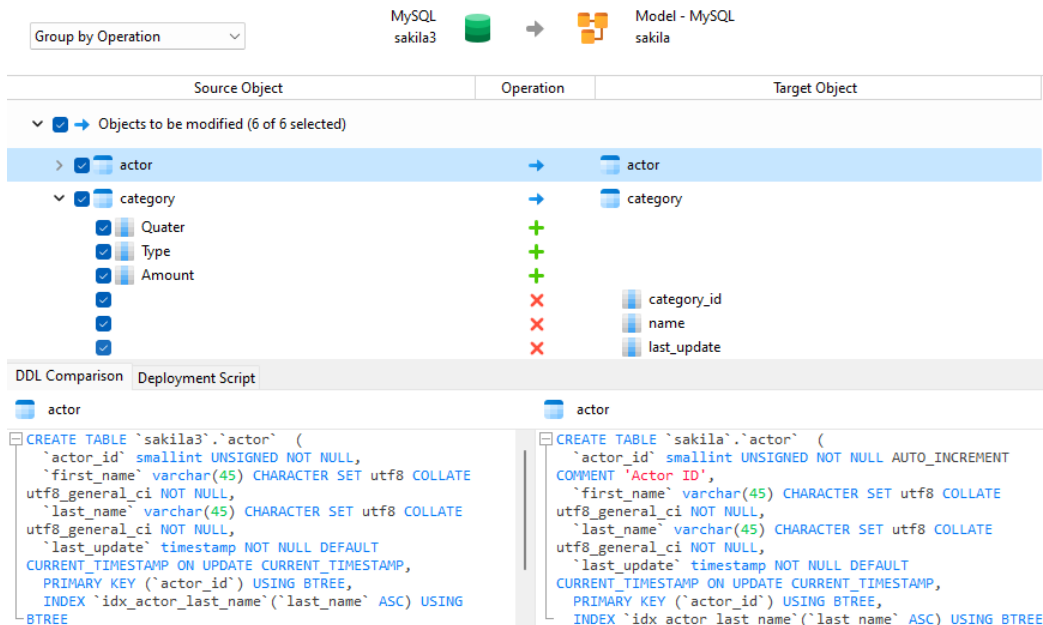 Group by Operation
MySQL
sakila3
Model - MySQL
sakila
Source Object Operation Target Object
Objects to be modified (6 of 6 selected)
actor actor
category category
Quater
Type
Amount
category_id
name
last_update
DDL Comparison Deployment Script
actor
CREATE TABLE `sakila3`.`actor`  (
`actor_id` smallint UNSIGNED NOT NULL,
`first_name` varchar(45) CHARACTER SET utf8 COLLATE
utf8_general_ci NOT NULL,
`last_name` varchar(45) CHARACTER SET utf8 COLLATE
utf8_general_ci NOT NULL,
`last_update` timestamp NOT NULL DEFAULT
CURRENT_TIMESTAMP ON UPDATE CURRENT_TIMESTAMP,
PRIMARY KEY (`actor_id`) USING BTREE,
INDEX `idx_actor_last_name`(`last_name` ASC) USING
BTREE
actor
CREATE TABLE `sakila`.`actor`  (
`actor_id` smallint UNSIGNED NOT NULL AUTO_INCREMENT
COMMENT 'Actor ID',
`first_name` varchar(45) CHARACTER SET utf8 COLLATE
utf8_general_ci NOT NULL,
`last_name` varchar(45) CHARACTER SET utf8 COLLATE
utf8_general_ci NOT NULL,
`last_update` timestamp NOT NULL DEFAULT
CURRENT_TIMESTAMP ON UPDATE CURRENT_TIMESTAMP,
PRIMARY KEY (`actor_id`) USING BTREE,
INDEX `idx_actor_last_name`(`last_name` ASC) USING BTREE